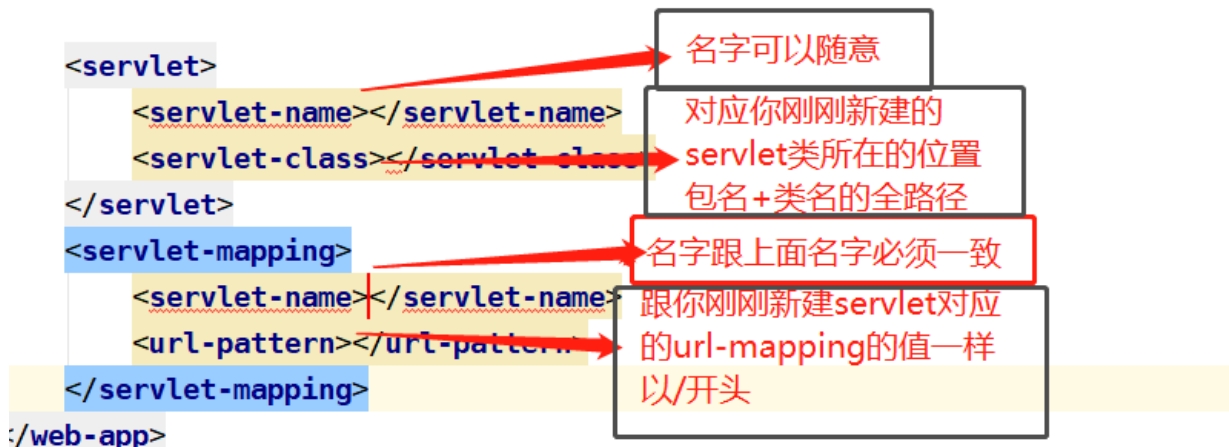 <servlet>
名字可以随意
<servlet-name></servlet-name>
<servlet-class></servlet-class>
对应你刚刚新建的
servlet类所在的位置
包名+类名的全路径
</servlet>
<servlet-mapping>
名字跟上面名字必须一致
<servlet-name></servlet-name>
<url-pattern></url-pattern>
跟你刚刚新建servlet对应
的url-mapping的值一样
以/开头
</servlet-mapping>
</web-app>